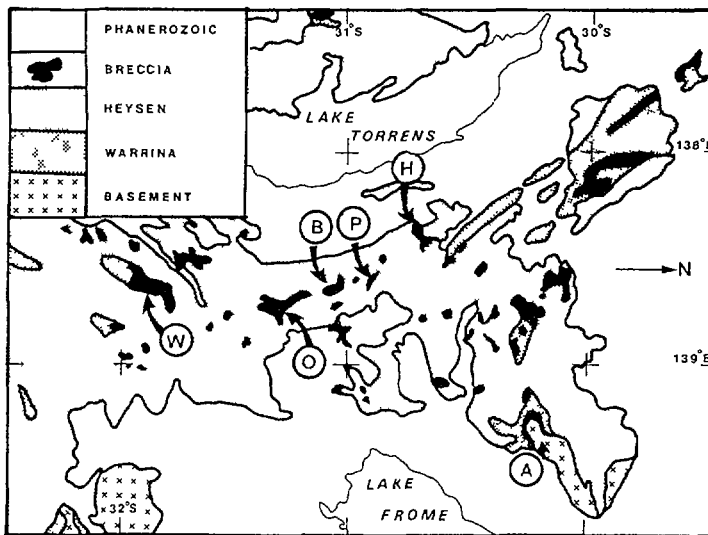 PHANEROZOIC
BRECCIA
HEYSEN
WARRINA
BASEMENT
31°S
30°S
LAKE
TORRENS
138°E
H
B
P
N
W
O
139°E
A
32°S
LAKE
FROME